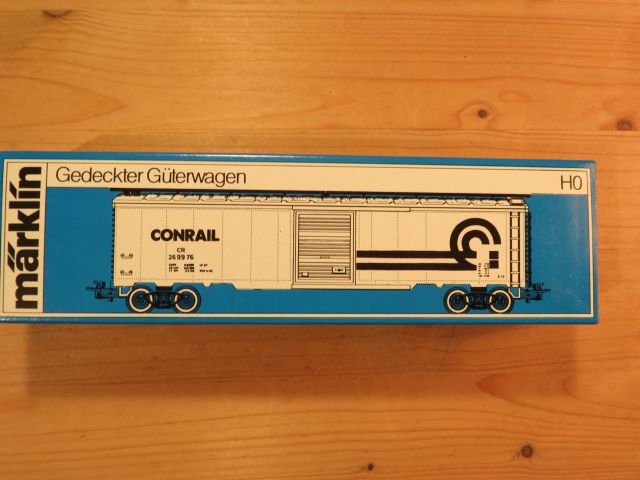 märklin
Gedeckter Güterwagen
H0
CONRAIL
CR
269976